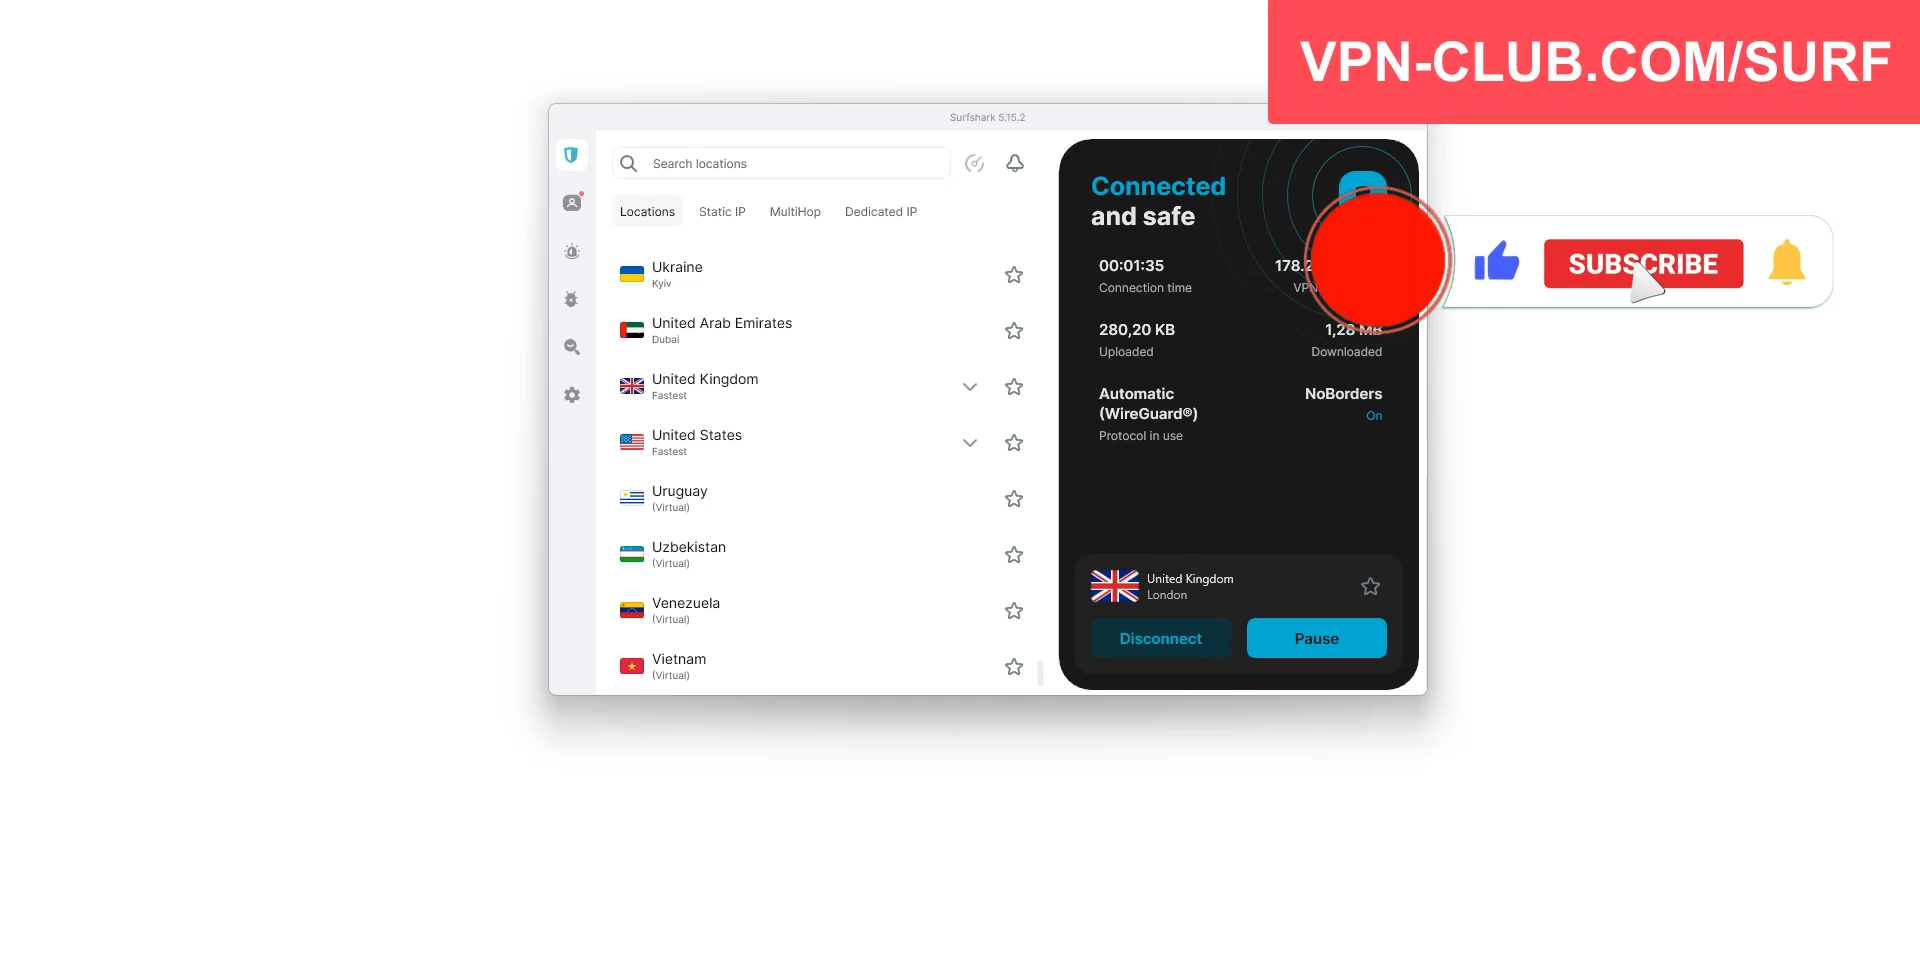 VPN-CLUB.COM/SURF
Surfshark 5.15.2
Search locations
Locations Static IP MultiHop Dedicated IP
Ukraine
Kyiv
United Arab Emirates
Dubai
United Kingdom
Fastest
United States
Fastest
Uruguay
(Virtual)
Uzbekistan
(Virtual)
Venezuela
(Virtual)
Vietnam
(Virtual)
Connected
and safe
00:01:35
Connection time
280,20 KB
Uploaded
1,28 MB
Downloaded
Automatic
(WireGuard®)
Protocol in use
NoBorders
On
United Kingdom
London
Disconnect Pause
SUBSCRIBE